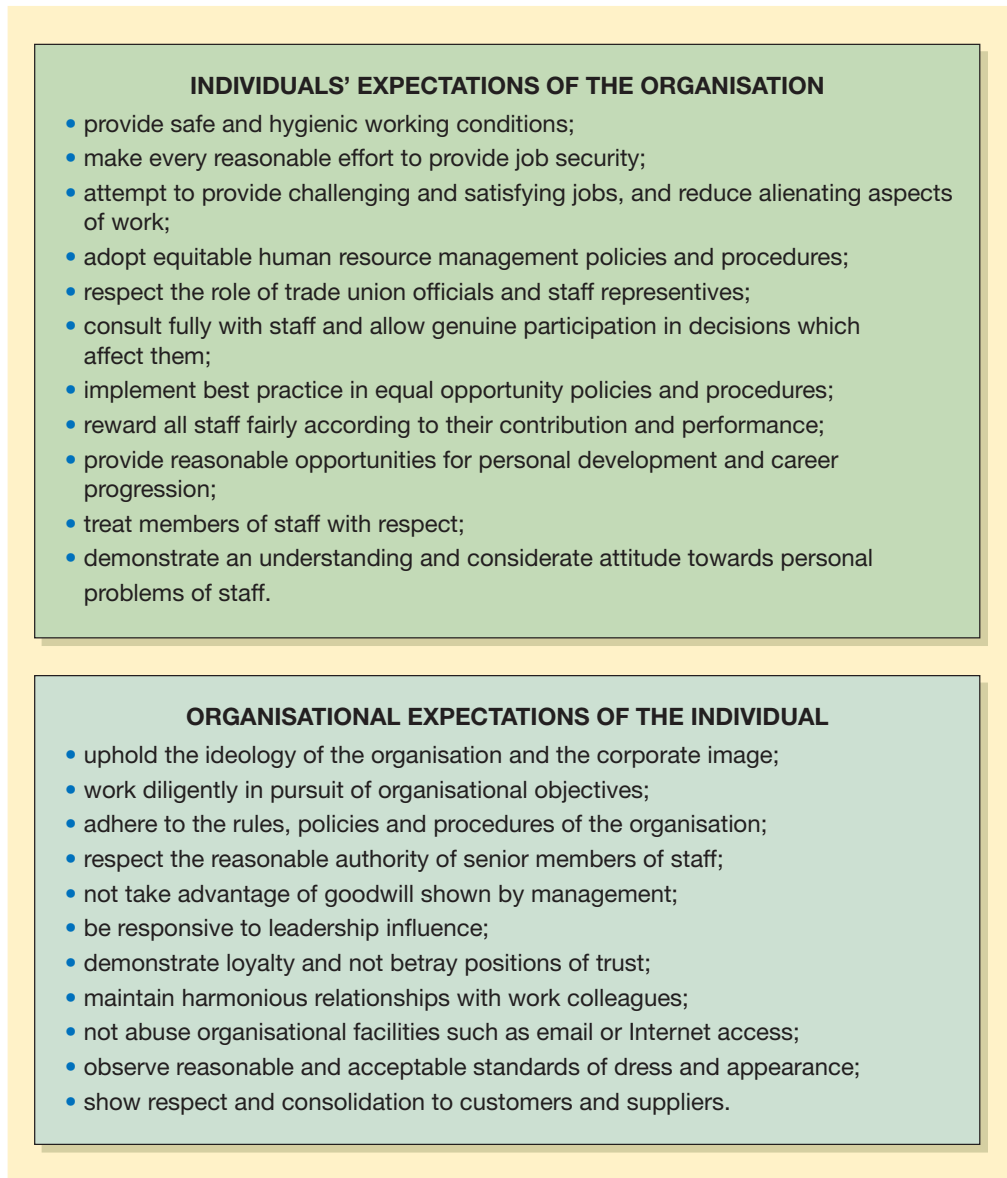 INDIVIDUALS’ EXPECTATIONS OF THE ORGANISATION
• provide safe and hygienic working conditions;
• make every reasonable effort to provide job security;
• attempt to provide challenging and satisfying jobs, and reduce alienating aspects
of work;
• adopt equitable human resource management policies and procedures;
• respect the role of trade union officials and staff representives;
• consult fully with staff and allow genuine participation in decisions which
affect them;
• implement best practice in equal opportunity policies and procedures;
• reward all staff fairly according to their contribution and performance;
• provide reasonable opportunities for personal development and career
progression;
• treat members of staff with respect;
• demonstrate an understanding and considerate attitude towards personal
problems of staff.
ORGANISATIONAL EXPECTATIONS OF THE INDIVIDUAL
• uphold the ideology of the organisation and the corporate image;
• work diligently in pursuit of organisational objectives;
• adhere to the rules, policies and procedures of the organisation;
• respect the reasonable authority of senior members of staff;
• not take advantage of goodwill shown by management;
• be responsive to leadership influence;
• demonstrate loyalty and not betray positions of trust;
• maintain harmonious relationships with work colleagues;
• not abuse organisational facilities such as email or Internet access;
• observe reasonable and acceptable standards of dress and appearance;
• show respect and consolidation to customers and suppliers.